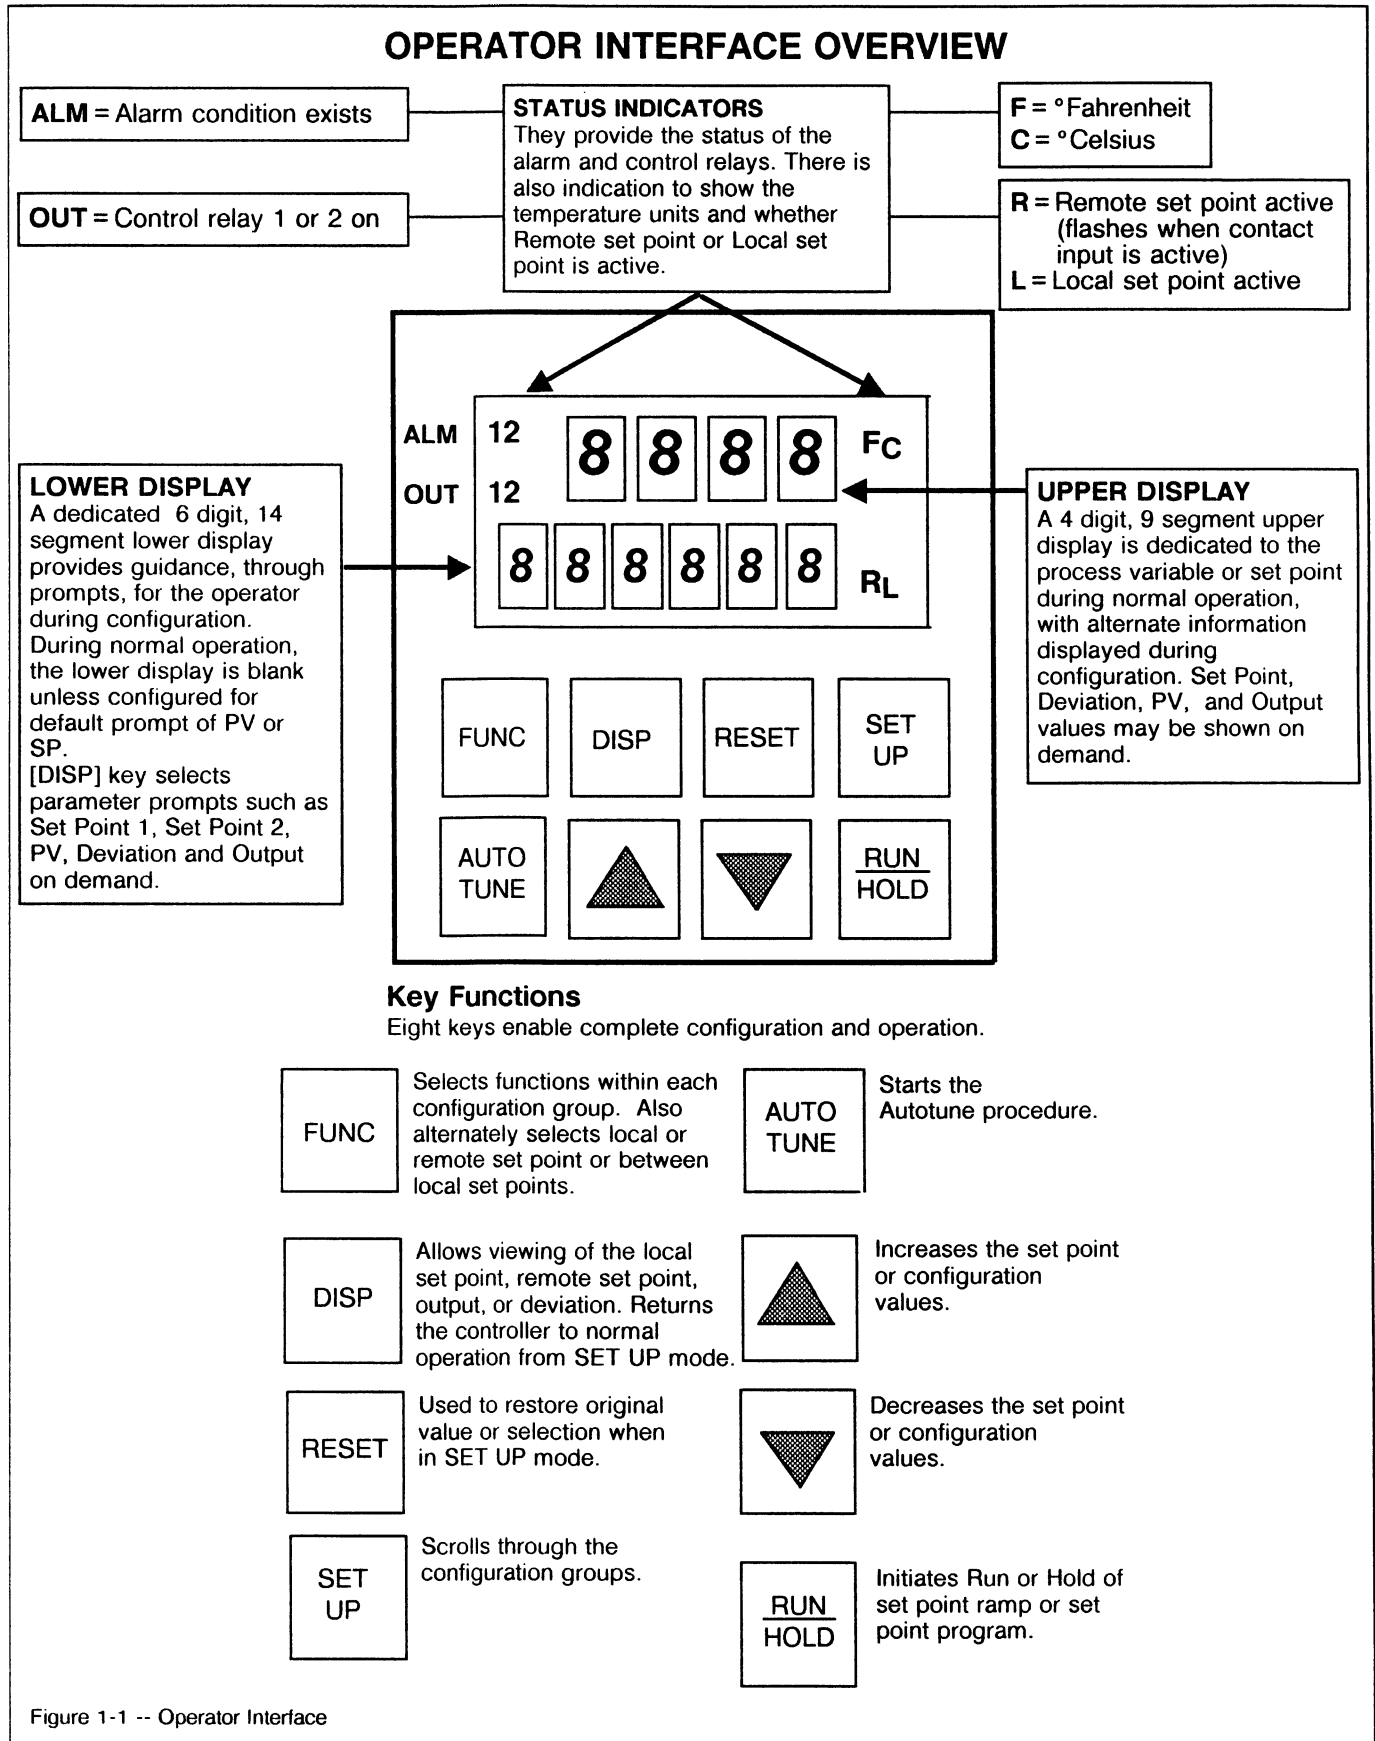 OPERATOR INTERFACE OVERVIEW
ALM = Alarm condition exists
OUT = Control relay 1 or 2 on
STATUS INDICATORS
They provide the status of the
alarm and control relays. There is
also indication to show the
temperature units and whether
Remote set point or Local set
point is active.
F = °Fahrenheit
C = °Celsius
R = Remote set point active
(flashes when contact
input is active)
L = Local set point active
ALM 12 8 8 8 8 FC
OUT 12
8 8 8 8 8 8 RL
LOWER DISPLAY
A dedicated 6 digit, 14
segment lower display
provides guidance, through
prompts, for the operator
during configuration.
During normal operation,
the lower display is blank
unless configured for
default prompt of PV or
SP.
[DISP] key selects
parameter prompts such as
Set Point 1, Set Point 2,
PV, Deviation and Output
on demand.
UPPER DISPLAY
A 4 digit, 9 segment upper
display is dedicated to the
process variable or set point
during normal operation,
with alternate information
displayed during
configuration. Set Point,
Deviation, PV, and Output
values may be shown on
demand.
FUNC
DISP
RESET
SET
UP
AUTO
TUNE
RUN
HOLD
Key Functions
Eight keys enable complete configuration and operation.
FUNC
Selects functions within each
configuration group. Also
alternately selects local or
remote set point or between
local set points.
AUTO
TUNE
Starts the
Autotune procedure.
DISP
Allows viewing of the local
set point, remote set point,
output, or deviation. Returns
the controller to normal
operation from SET UP mode.
Increases the set point
or configuration
values.
RESET
Used to restore original
value or selection when
in SET UP mode.
Decreases the set point
or configuration
values.
SET
UP
Scrolls through the
configuration groups.
RUN
HOLD
Initiates Run or Hold of
set point ramp or set
point program.
Figure 1-1 -- Operator Interface